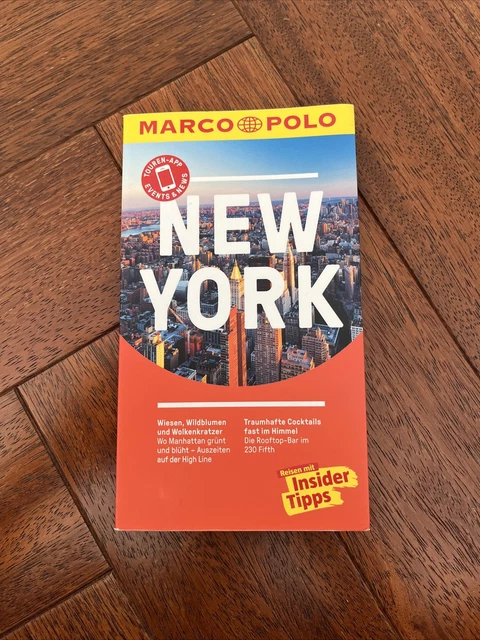 MARCO POLO
TOUREN-APP
EVENTS & NEWS
NEW
YORK
Wiesen, Wildblumen
und Wolkenkratzer
Wo Manhattan grünt
und blüht – Auszeiten
auf der High Line
Traumhafte Cocktails
fast im Himmel
Die Rooftop-Bar im
230 Fifth
Reisen mit
Insider
Tipps